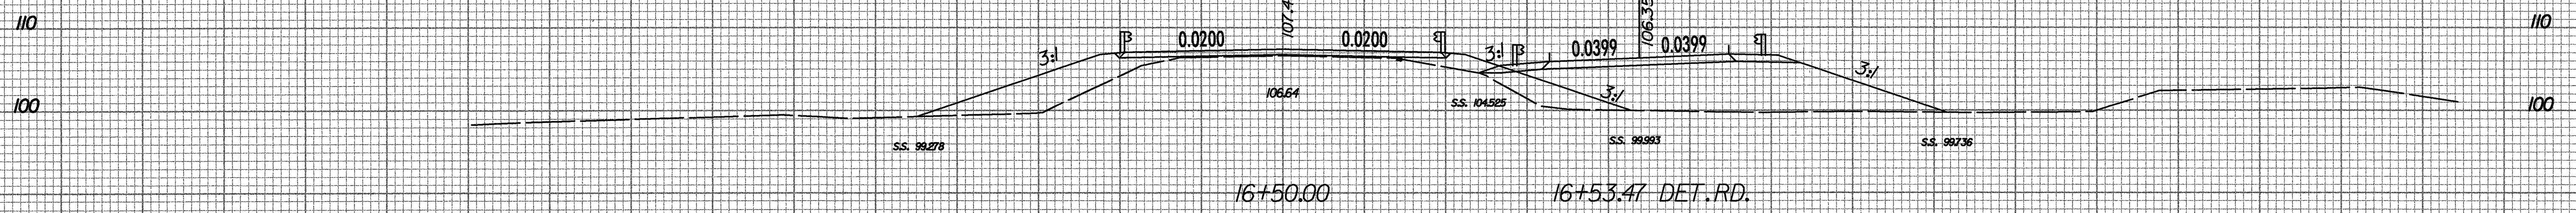 110 110
0.0200 107.4 0.0200 0.0399 106.35 0.0399
3:1 3:1 3:1
100 106.64 S.S. 104.525 3:1 100
S.S. 99.278 S.S. 99.993 S.S. 99.736
16+50.00 16+53.47 DET. RD.